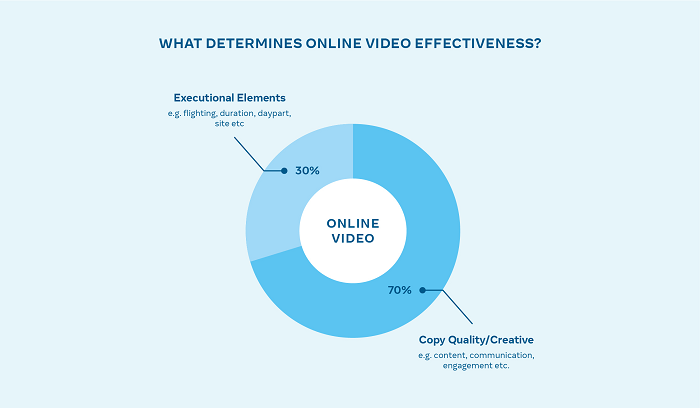 WHAT DETERMINES ONLINE VIDEO EFFECTIVENESS?
Executional Elements
e.g. flighting, duration, daypart,
site etc
30%
ONLINE
VIDEO
70%
Copy Quality/Creative
e.g. content, communication,
engagement etc.